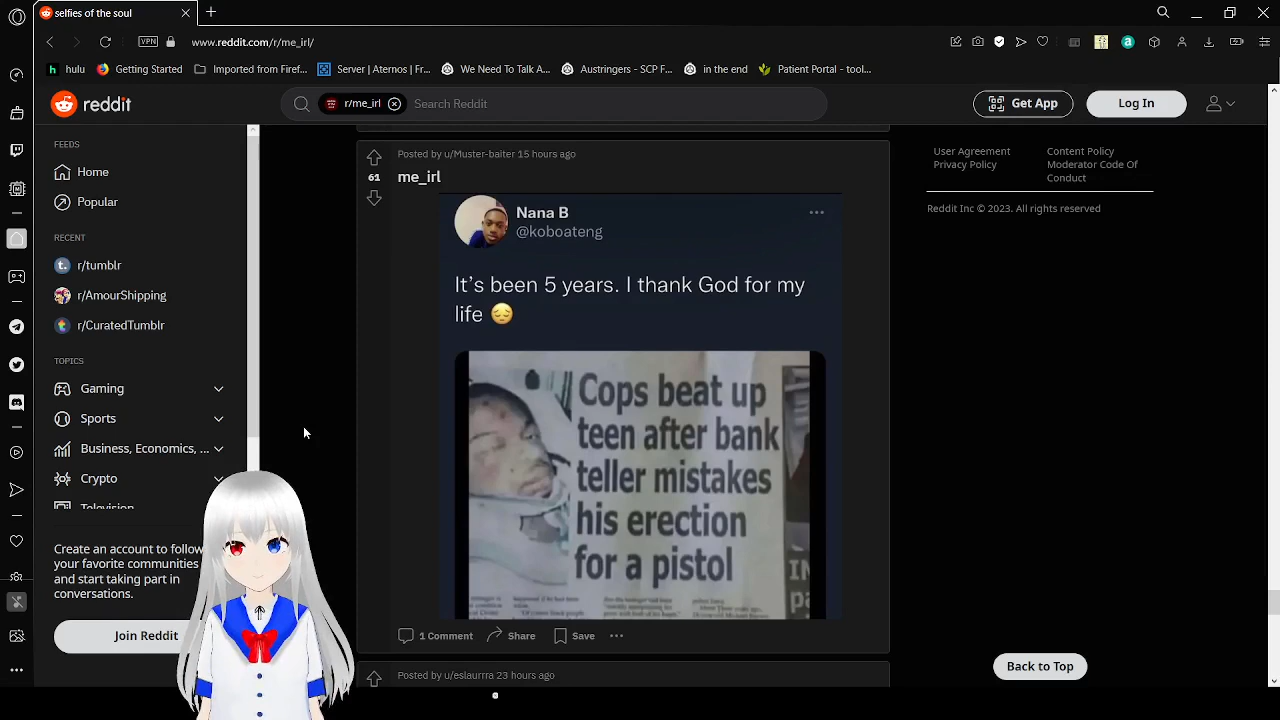 selfies of the soul
VPN
www.reddit.com/r/me_irl/
h hulu
Getting Started
Imported from Firef...
Server | Aternos | Fr...
We Need To Talk A...
Austringers - SCP F...
in the end
Patient Portal - tool...
reddit
r/me_irl
Search Reddit
Get App
Log In
FEEDS
Home
Popular
RECENT
r/tumblr
r/AmourShipping
r/CuratedTumblr
TOPICS
Gaming
Sports
Business, Economics, ...
Crypto
Television
Create an account to follow
your favorite communities
and start taking part in
conversations.
Join Reddit
Posted by u/Muster-baiter 15 hours ago
61
me_irl
Nana B
@koboateng
It's been 5 years. I thank God for my
life 😔
Cops beat up
teen after bank
teller mistakes
his erection
for a pistol
1 Comment
Share
Save
Posted by u/eslaurrra 23 hours ago
User Agreement
Privacy Policy
Content Policy
Moderator Code Of
Conduct
Reddit Inc © 2023. All rights reserved
Back to Top